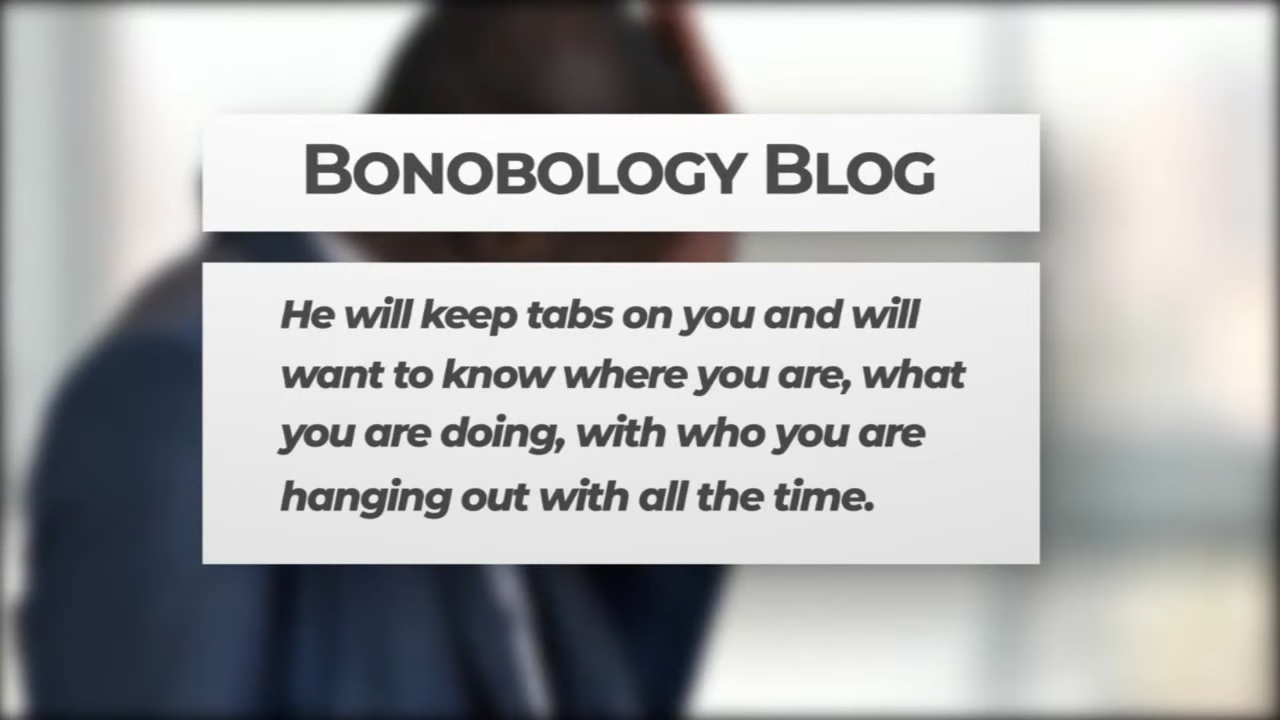 Bonobology Blog
He will keep tabs on you and will
want to know where you are, what
you are doing, with who you are
hanging out with all the time.